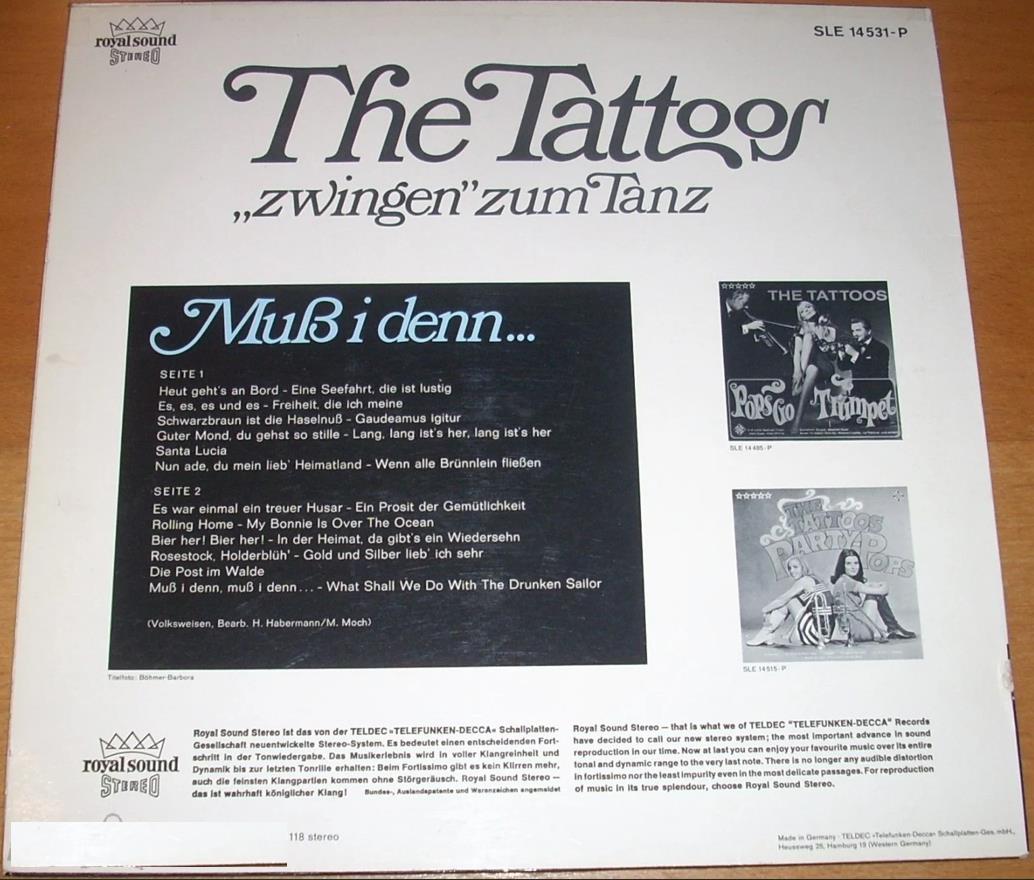 royal sound
STEREO
SLE 14531-P
The Tattoos
„zwingen” zum Tanz
Muß i denn...
SEITE 1
Heut geht's an Bord - Eine Seefahrt, die ist lustig
Es, es, es und es - Freiheit, die ich meine
Schwarzbraun ist die Haselnuß - Gaudeamus igitur
Guter Mond, du gehst so stille - Lang, lang ist's her, lang ist's her
Santa Lucia
Nun ade, du mein lieb' Heimatland - Wenn alle Brünnlein fließen
SEITE 2
Es war einmal ein treuer Husar - Ein Prosit der Gemütlichkeit
Rolling Home - My Bonnie Is Over The Ocean
Bier her! Bier her! - In der Heimat, da gibt's ein Wiedersehn
Rosestock, Holderblüh' - Gold und Silber lieb' ich sehr
Die Post im Walde
Muß i denn, muß i denn... - What Shall We Do With The Drunken Sailor
(Volksweisen, Bearb. H. Habermann/M. Moch)
Titelfoto: Böhmer-Barbora
THE TATTOOS
Pops Go Trumpet
SLE 14 495-P
THE
TATTOOS
PARTY POPS
SLE 14515-P
royal sound
STEREO
Royal Sound Stereo ist das von der TELDEC »TELEFUNKEN-DECCA« Schallplatten-
Gesellschaft neuentwickelte Stereo-System. Es bedeutet einen entscheidenden Fort-
schritt in der Tonwiedergabe. Das Musikerlebnis wird in voller Klangreinheit und
Dynamik bis zur letzten Tonrille erhalten: Beim Fortissimo gibt es kein Klirren mehr,
auch die feinsten Klangpartien kommen ohne Störgeräusch. Royal Sound Stereo —
das ist wahrhaft königlicher Klang! Bundes-, Auslandspatente und Warenzeichen angemeldet
Royal Sound Stereo — that is what we of TELDEC "TELEFUNKEN-DECCA" Records
have decided to call our new stereo system; the most important advance in sound
reproduction in our time. Now at last you can enjoy your favourite music over its entire
tonal and dynamic range to the very last note. There is no longer any audible distortion
in fortissimo nor the least impurity even in the most delicate passages. For reproduction
of music in its true splendour, choose Royal Sound Stereo.
118 stereo
Made in Germany · TELDEC »Telefunken-Decca« Schallplatten-Ges. mbH.,
Heussweg 25, Hamburg 19 (Western Germany)